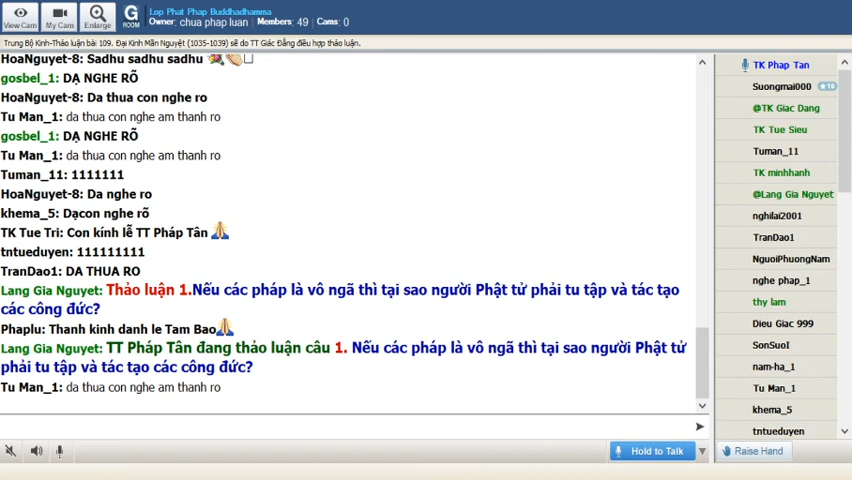 View Cam
My Cam
Enlarge
G
ROOM
Lop Phat Phap Buddhadhamma
Owner: chua phap luan , Members: 49 , Cams: 0
Trung Bộ Kinh-Thảo luận bài 109. Đại Kinh Mãn Nguyệt (1035-1039) sẽ do TT Giác Đẳng điều hợp thảo luận.
HoaNguyet-8: Sadhu sadhu sadhu
gosbel_1: DẠ NGHE RÕ
HoaNguyet-8: Da thua con nghe ro
Tu Man_1: da thua con nghe am thanh ro
gosbel_1: DẠ NGHE RÕ
Tu Man_1: da thua con nghe am thanh ro
Tuman_11: 1111111
HoaNguyet-8: Da nghe ro
khema_5: Dạcon nghe rõ
TK Tue Tri: Con kính lễ TT Pháp Tân
tntueduyen: 111111111
TranDao1: DA THUA RO
Lang Gia Nguyet: Thảo luận 1.Nếu các pháp là vô ngã thì tại sao người Phật tử phải tu tập và tác tạo
các công đức?
Phaplu: Thanh kinh danh le Tam Bao
Lang Gia Nguyet: TT Pháp Tân đang thảo luận câu 1. Nếu các pháp là vô ngã thì tại sao người Phật tử
phải tu tập và tác tạo các công đức?
Tu Man_1: da thua con nghe am thanh ro
Hold to Talk
TK Phap Tan
Suongmai000 10
@TK Giac Dang
TK Tue Sieu
Tuman_11
TK minhhanh
@Lang Gia Nguyet
nghilai2001
TranDao1
NguoiPhuongNam
nghe phap_1
thy lam
Dieu Giac 999
SonSuoI
nam-ha_1
Tu Man_1
khema_5
tntueduyen
Raise Hand